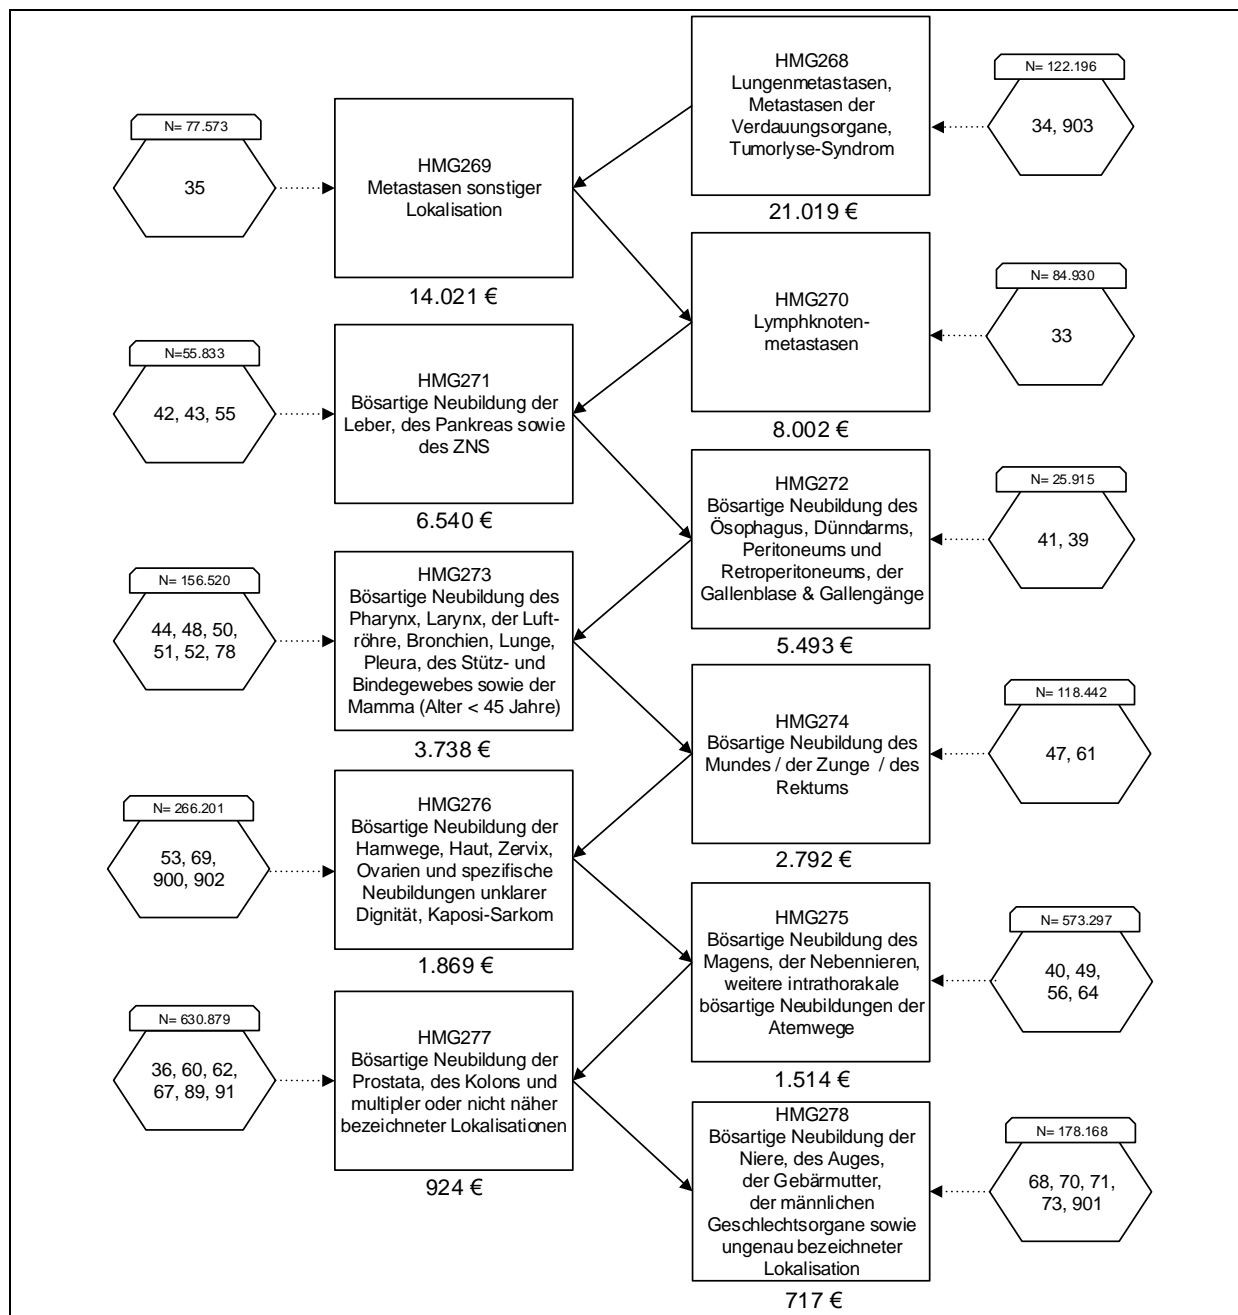 HMG268
Lungenmetastasen,
Metastasen der
Verdauungsorgane,
Tumorlyse-Syndrom
21.019 €
N= 122.196
34, 903
N= 77.573
35
HMG269
Metastasen sonstiger
Lokalisation
14.021 €
HMG270
Lymphknoten-
metastasen
8.002 €
N= 84.930
33
N=55.833
42, 43, 55
HMG271
Bösartige Neubildung der
Leber, des Pankreas sowie
des ZNS
6.540 €
HMG272
Bösartige Neubildung des
Ösophagus, Dünndarms,
Peritoneums und
Retroperitoneums, der
Gallenblase & Gallengänge
5.493 €
N= 25.915
41, 39
N= 156.520
44, 48, 50,
51, 52, 78
HMG273
Bösartige Neubildung des
Pharynx, Larynx, der Luft-
röhre, Bronchien, Lunge,
Pleura, des Stütz- und
Bindegewebes sowie der
Mamma (Alter < 45 Jahre)
3.738 €
HMG274
Bösartige Neubildung des
Mundes / der Zunge / des
Rektums
2.792 €
N= 118.442
47, 61
N= 266.201
53, 69,
900, 902
HMG276
Bösartige Neubildung der
Harnwege, Haut, Zervix,
Ovarien und spezifische
Neubildungen unklarer
Dignität, Kaposi-Sarkom
1.869 €
HMG275
Bösartige Neubildung des
Magens, der Nebennieren,
weitere intrathorakale
bösartige Neubildungen der
Atemwege
1.514 €
N= 573.297
40, 49,
56, 64
N= 630.879
36, 60, 62,
67, 89, 91
HMG277
Bösartige Neubildung der
Prostata, des Kolons und
multipler oder nicht näher
bezeichneter Lokalisationen
924 €
HMG278
Bösartige Neubildung der
Niere, des Auges,
der Gebärmutter,
der männlichen
Geschlechtsorgane sowie
ungenau bezeichneter
Lokalisation
717 €
N= 178.168
68, 70, 71,
73, 901